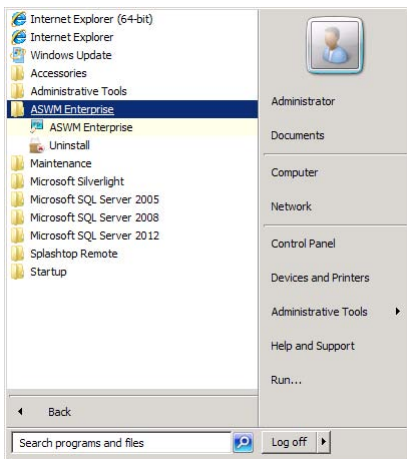 Internet Explorer (64-bit)
Internet Explorer
Windows Update
Accessories
Administrative Tools
ASWM Enterprise
ASWM Enterprise
Uninstall
Maintenance
Microsoft Silverlight
Microsoft SQL Server 2005
Microsoft SQL Server 2008
Microsoft SQL Server 2012
Splashtop Remote
Startup
Back
Search programs and files
Administrator
Documents
Computer
Network
Control Panel
Devices and Printers
Administrative Tools
Help and Support
Run...
Log off